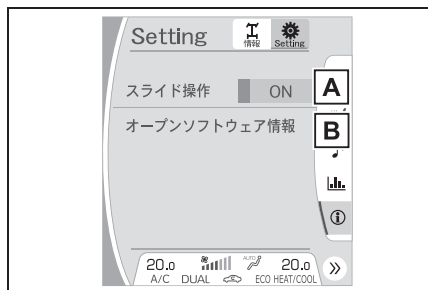 Setting
情報
Setting
スライド操作 ON A
オープンソフトウェア情報 B
20.0 AUTO 20.0
A/C DUAL ECO HEAT/COOL